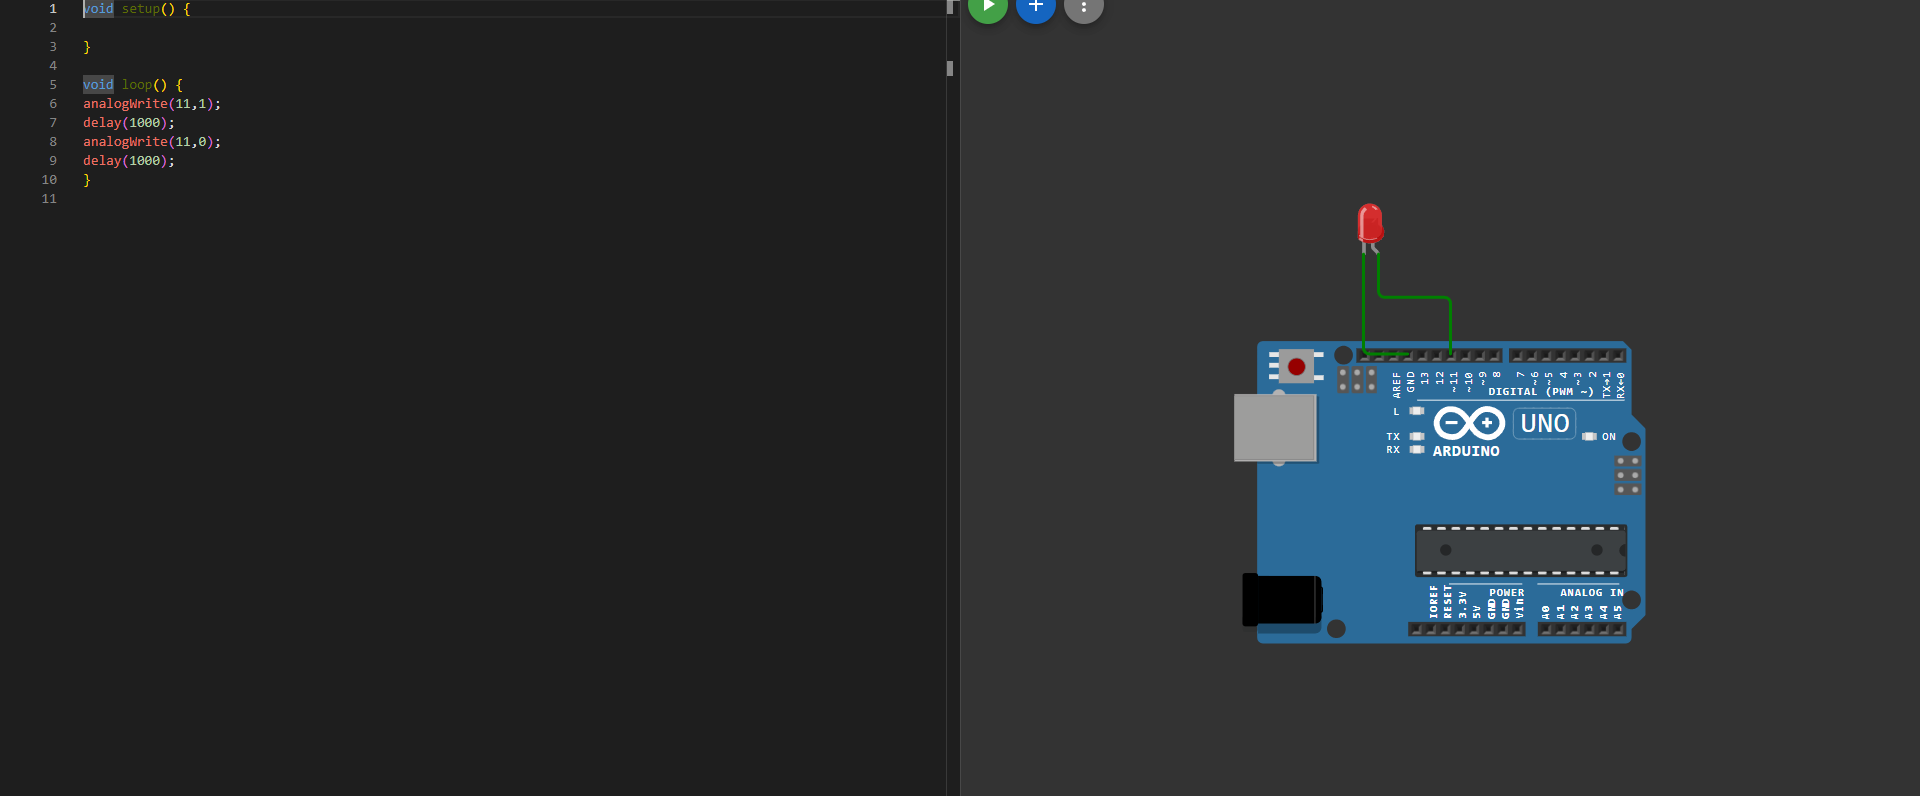 1 void setup() {
2
3 }
4
5 void loop() {
6 analogWrite(11,1);
7 delay(1000);
8 analogWrite(11,0);
9 delay(1000);
10 }
11
AREF GND 13 12 ~11 ~10 ~9 8 7 ~6 ~5 4 ~3 2 TX→1 RX←0
DIGITAL (PWM ~)
L
UNO
TX ON
RX ARDUINO
POWER ANALOG IN
IOREF RESET 3.3V 5V GND GND Vin A0 A1 A2 A3 A4 A5